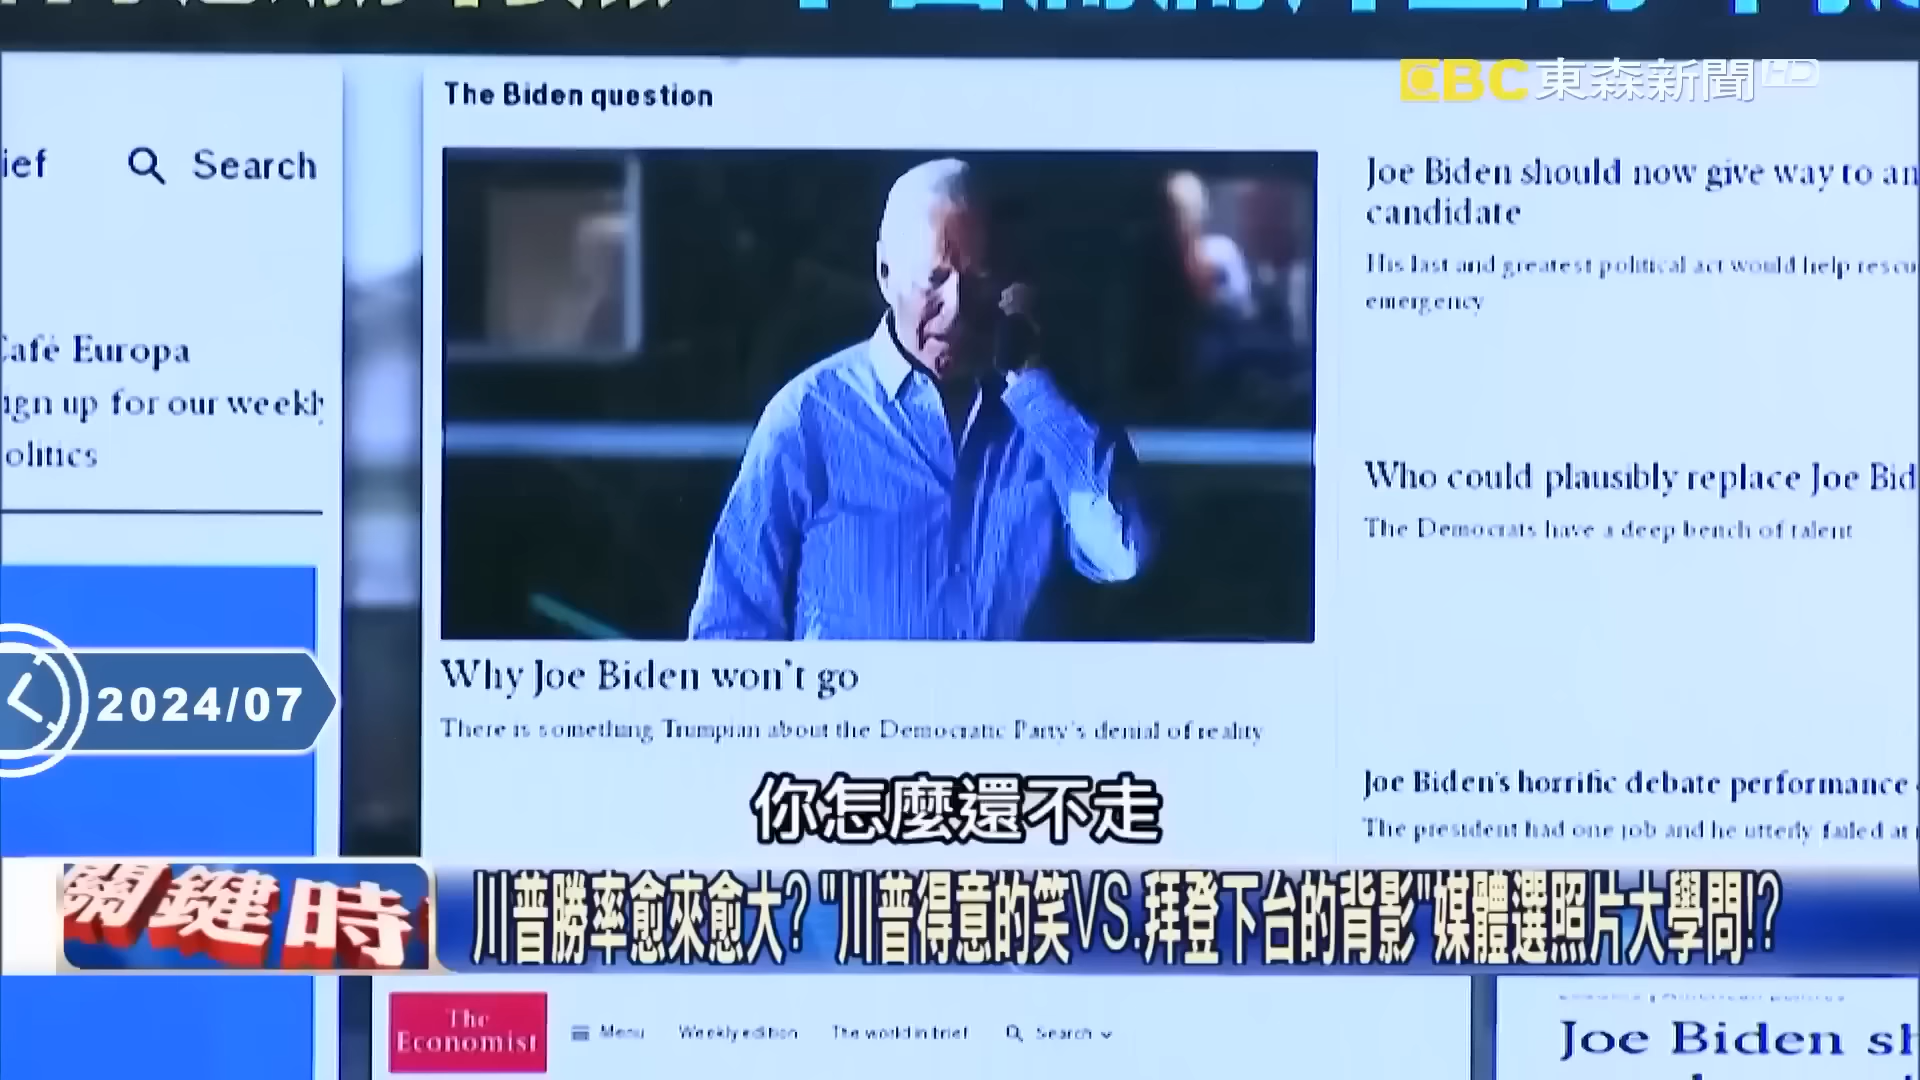 The Biden question
EBC 東森新聞 HD
ief
Search
Joe Biden should now give way to an
candidate
His last and greatest political act would help rescu
emergency
Café Europa
ign up for our weekly
olitics
Who could plausibly replace Joe Bid
The Democrats have a deep bench of talent
Why Joe Biden won't go
There is something Trumpian about the Democratic Party's denial of reality
2024/07
Joe Biden's horrific debate performance
The president had one job and he utterly failed at
你怎麼還不走
關鍵時
川普勝率愈來愈大?"川普得意的笑VS.拜登下台的背影"媒體選照片大學問!?
The
Economist
Menu
Weekly edition
The world in brief
Search
Joe Biden sh